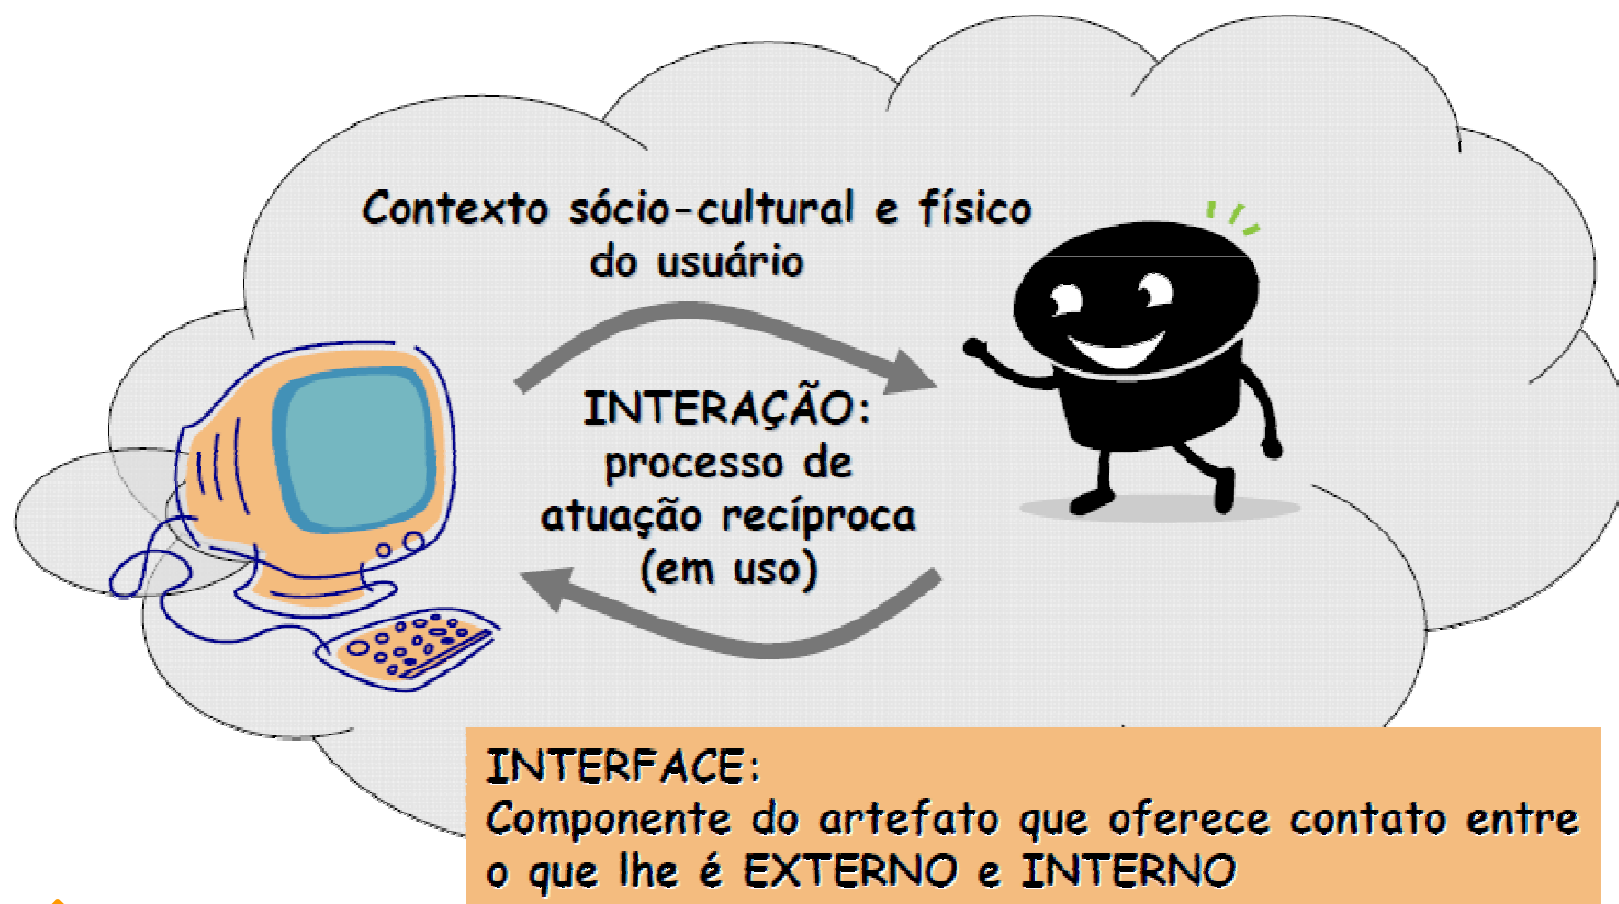 Contexto sócio-cultural e físico
do usuário
INTERAÇÃO:
processo de
atuação recíproca
(em uso)
INTERFACE:
Componente do artefato que oferece contato entre
o que lhe é EXTERNO e INTERNO